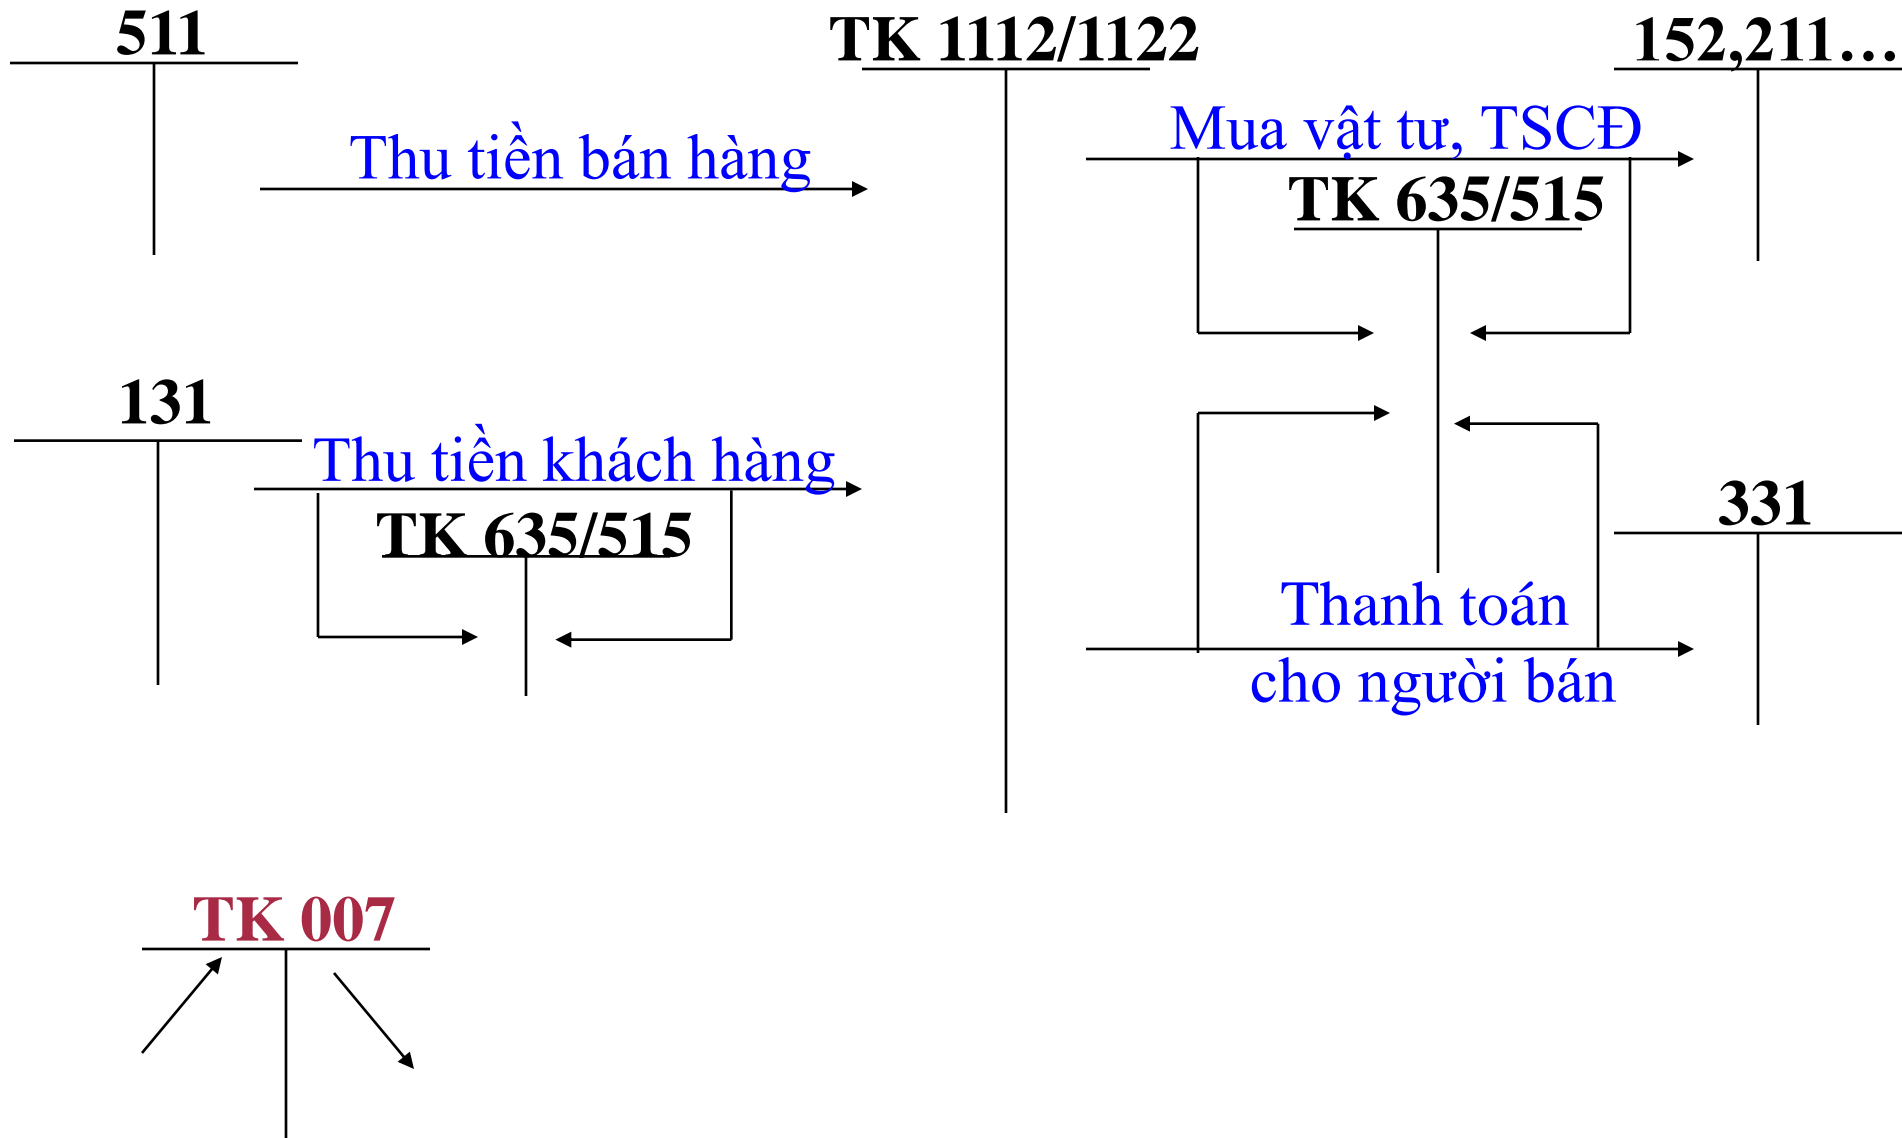 511
TK 1112/1122
152,211…
Mua vật tư, TSCĐ
Thu tiền bán hàng
TK 635/515
131
Thu tiền khách hàng
331
TK 635/515
Thanh toán
cho người bán
TK 007